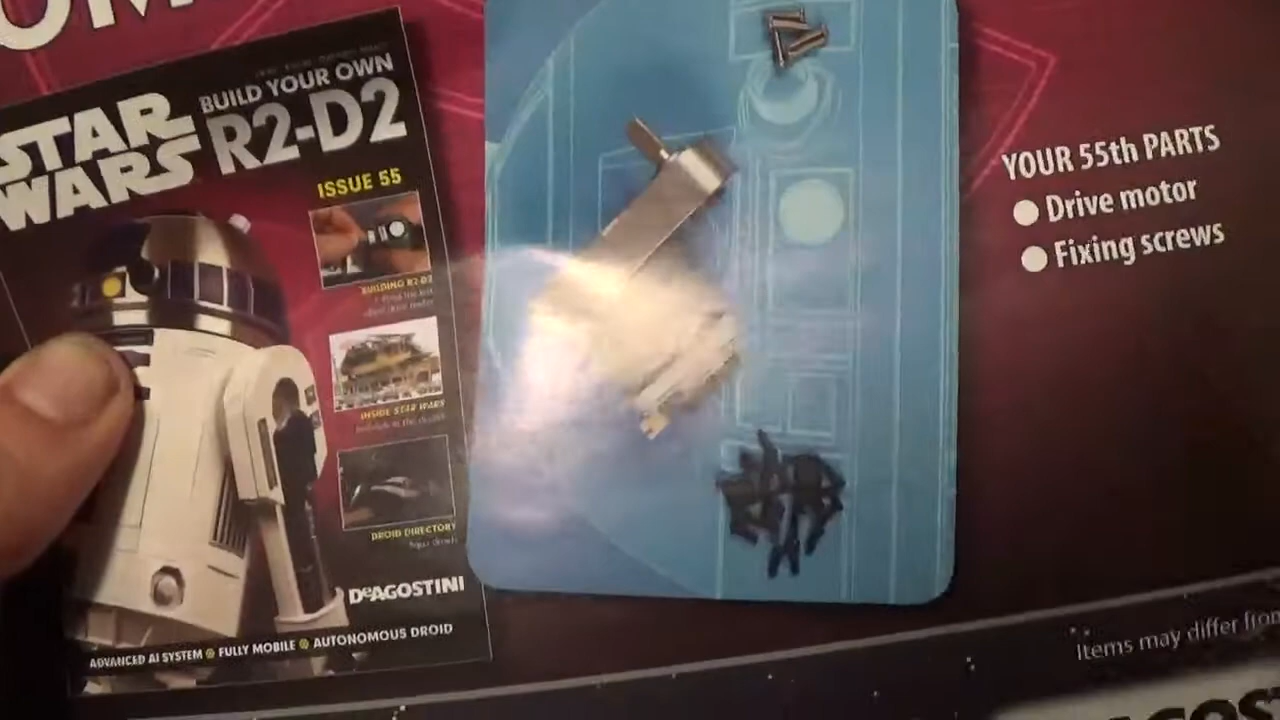 STAR
WARS
BUILD YOUR OWN
R2-D2
ISSUE 55
BUILDING R2-D2
INSIDE STAR WARS
DROID DIRECTORY
DeAGOSTINI
ADVANCED AI SYSTEM FULLY MOBILE AUTONOMOUS DROID
YOUR 55th PARTS
Drive motor
Fixing screws
Items may differ from